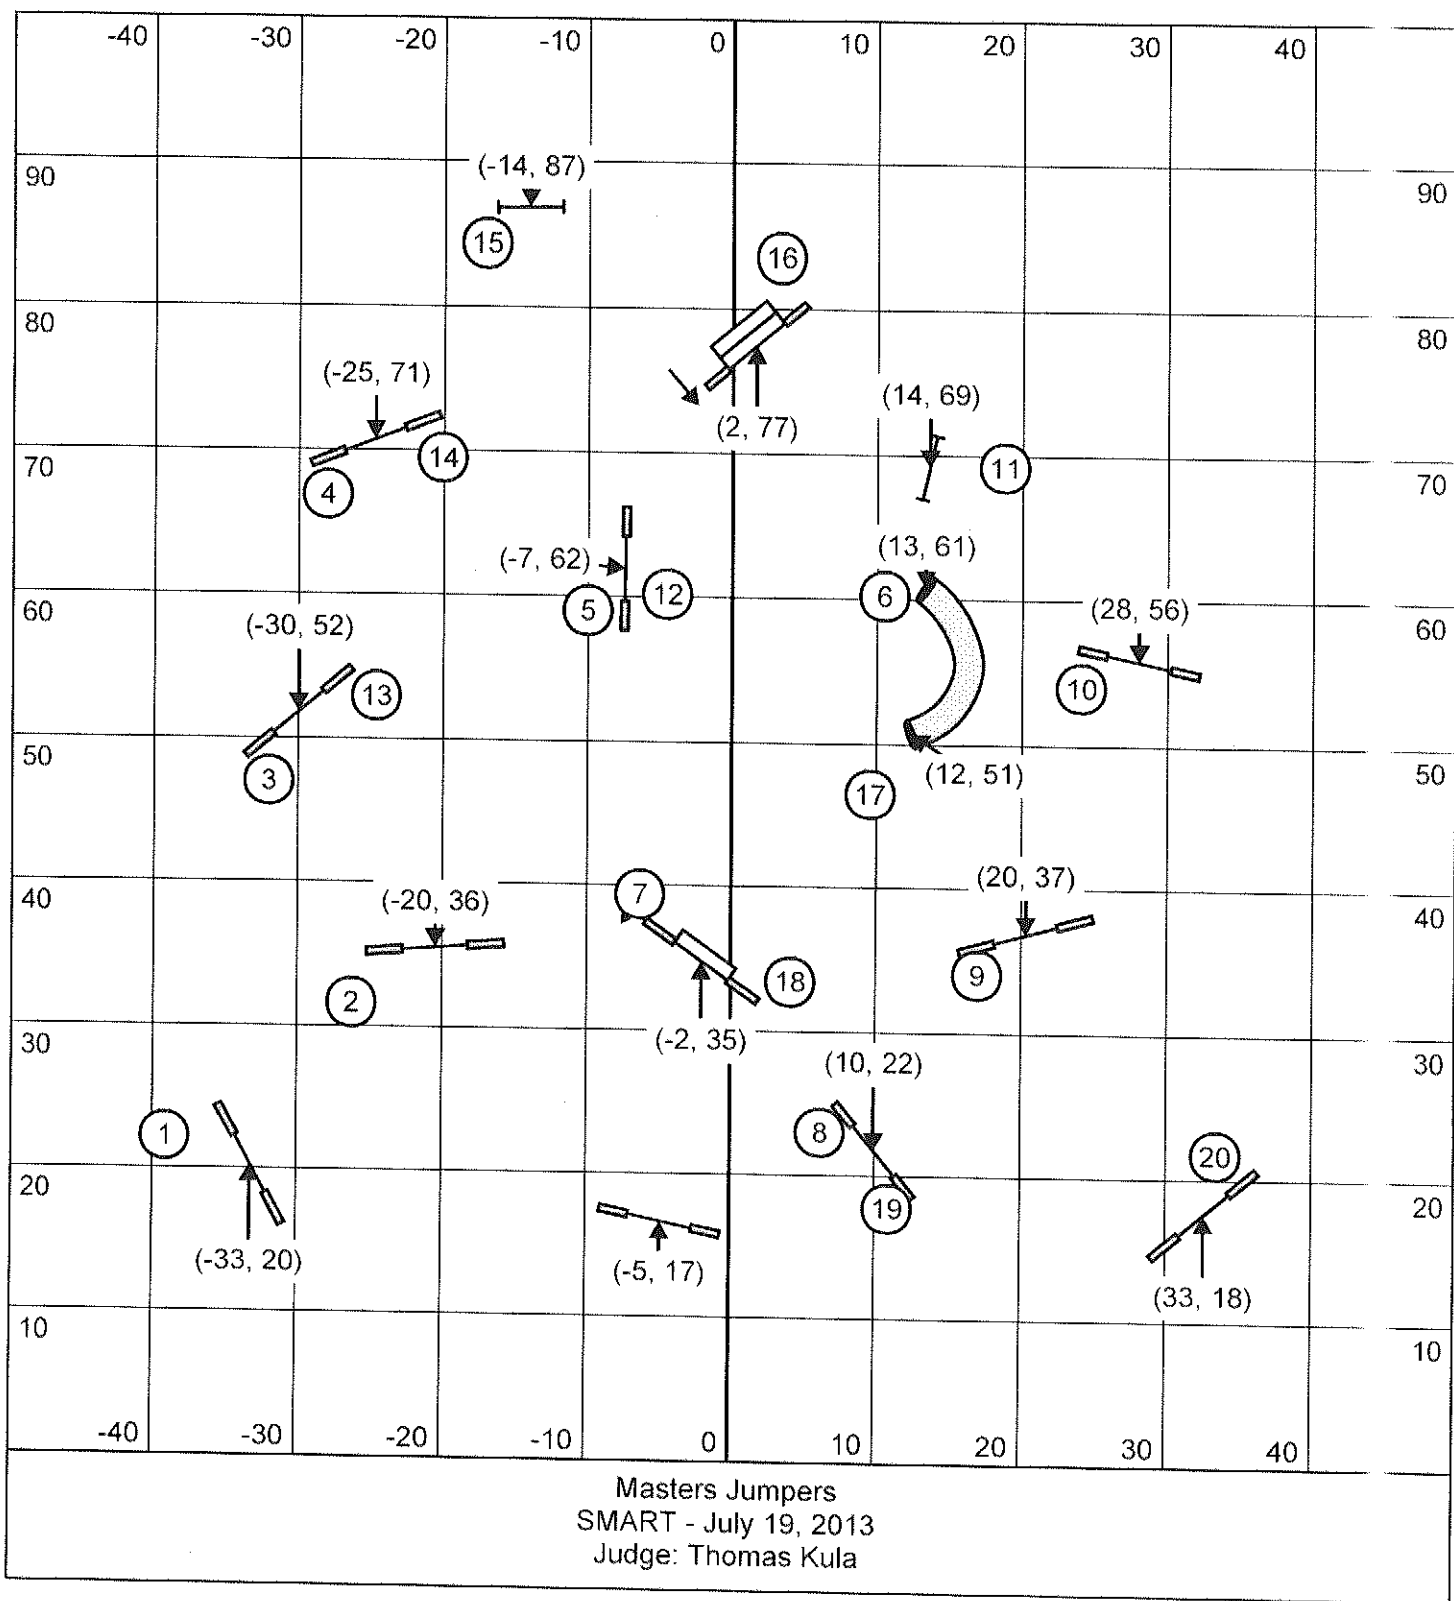 -40 -30 -20 -10 0 10 20 30 40
90 (-14, 87) 90
15
16
80 80
(-25, 71)
(14, 69)
(2, 77)
70 14 11 70
4
(-7, 62) (13, 61)
60 5 12 6 60
(-30, 52) (28, 56)
13 10
50 3 (12, 51) 50
17
40 (-20, 36) 7 (20, 37) 40
2 18 9
30 (-2, 35) 30
(10, 22)
1 8
20 20 20
19
(-33, 20) (-5, 17) (33, 18)
10 10
-40 -30 -20 -10 0 10 20 30 40
Masters Jumpers
SMART - July 19, 2013
Judge: Thomas Kula